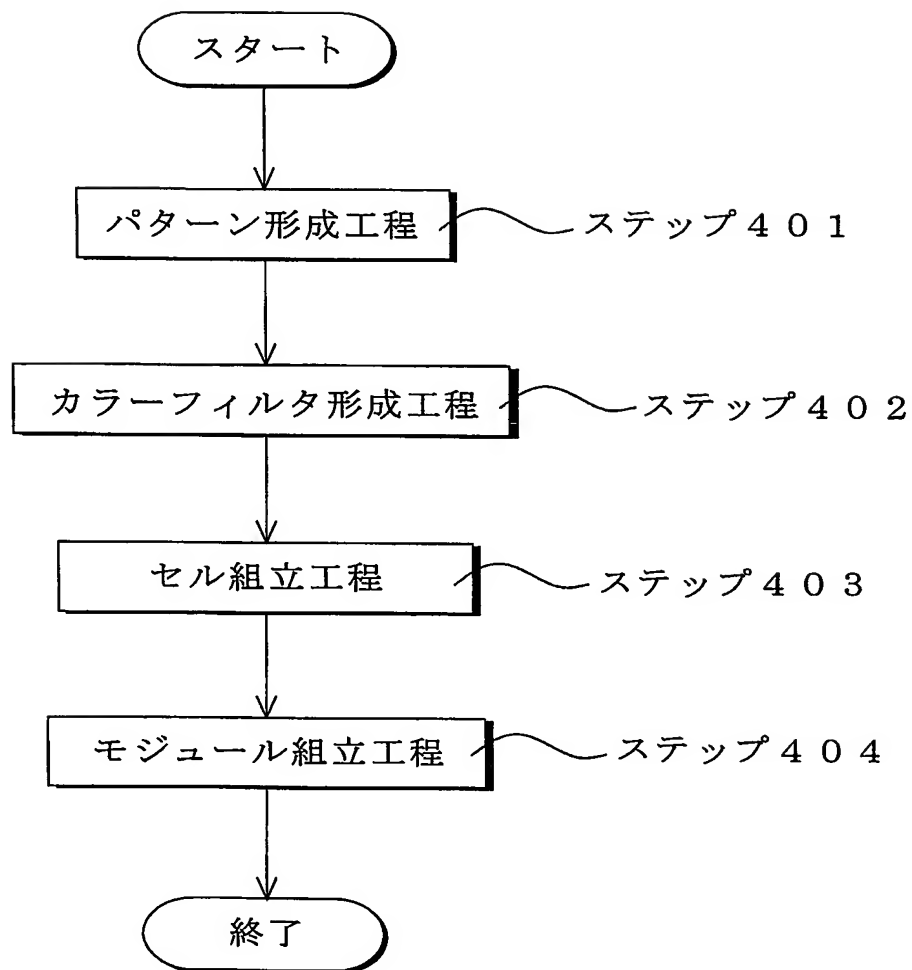 スタート
パターン形成工程
ステップ401
カラーフィルタ形成工程
ステップ402
セル組立工程
ステップ403
モジュール組立工程
ステップ404
終了